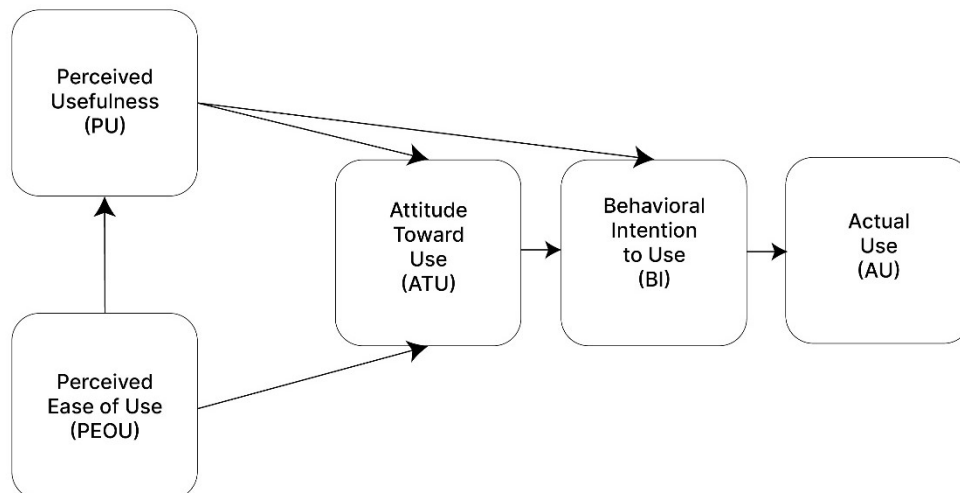 Perceived
Usefulness
(PU)
Attitude
Toward
Use
(ATU)
Behavioral
Intention
to Use
(BI)
Actual
Use
(AU)
Perceived
Ease of Use
(PEOU)